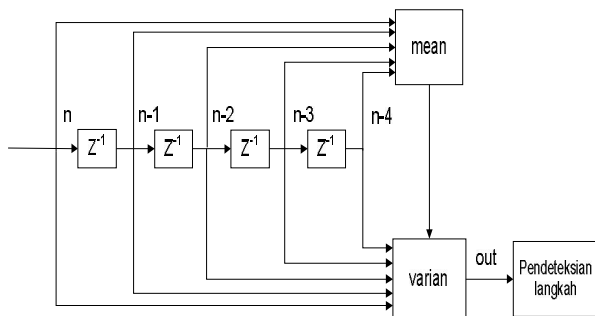 mean
n
n-1
n-2
n-3
n-4
Z⁻¹
Z⁻¹
Z⁻¹
Z⁻¹
varian
out
Pendeteksian
langkah